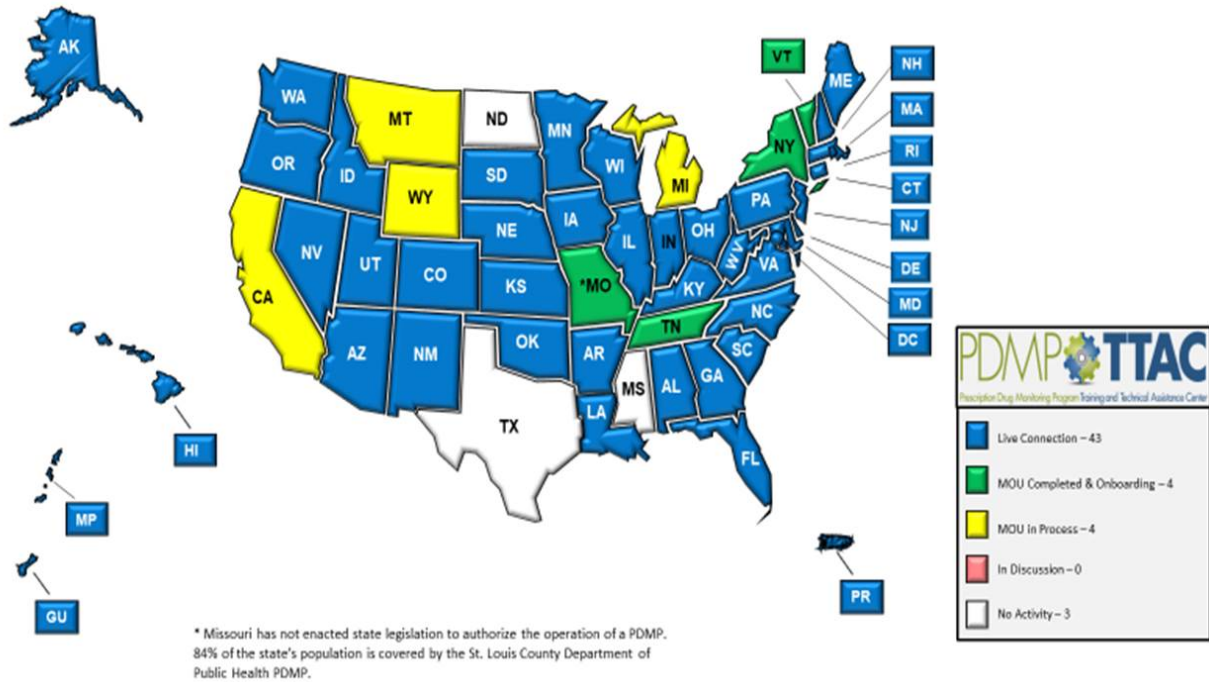 AK
WA
OR
CA
ID
NV
MT
WY
UT
AZ
CO
NM
ND
SD
NE
KS
OK
TX
MN
IA
*MO
AR
LA
WI
IL
MS
MI
IN
KY
TN
AL
OH
WV
GA
FL
SC
NC
VA
PA
NY
VT
ME
NH
MA
RI
CT
NJ
DE
MD
DC
HI
MP
GU
PR
PDMP TTAC
Prescription Drug Monitoring Program Training and Technical Assistance Center
Live Connection – 43
MOU Completed & Onboarding – 4
MOU in Process – 4
In Discussion – 0
No Activity – 3
* Missouri has not enacted state legislation to authorize the operation of a PDMP.
84% of the state's population is covered by the St. Louis County Department of
Public Health PDMP.